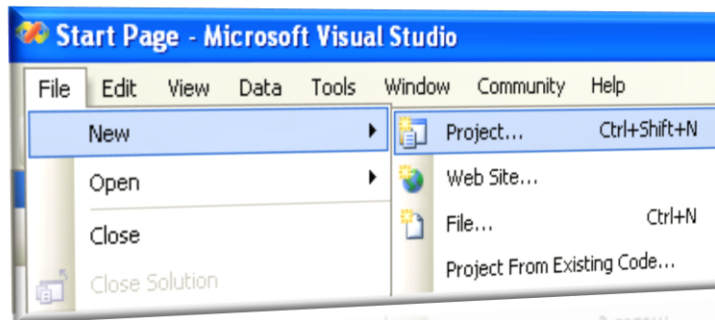 Start Page - Microsoft Visual Studio
File Edit View Data Tools Window Community Help
New
Open
Close
Close Solution
Project... Ctrl+Shift+N
Web Site...
File... Ctrl+N
Project From Existing Code...